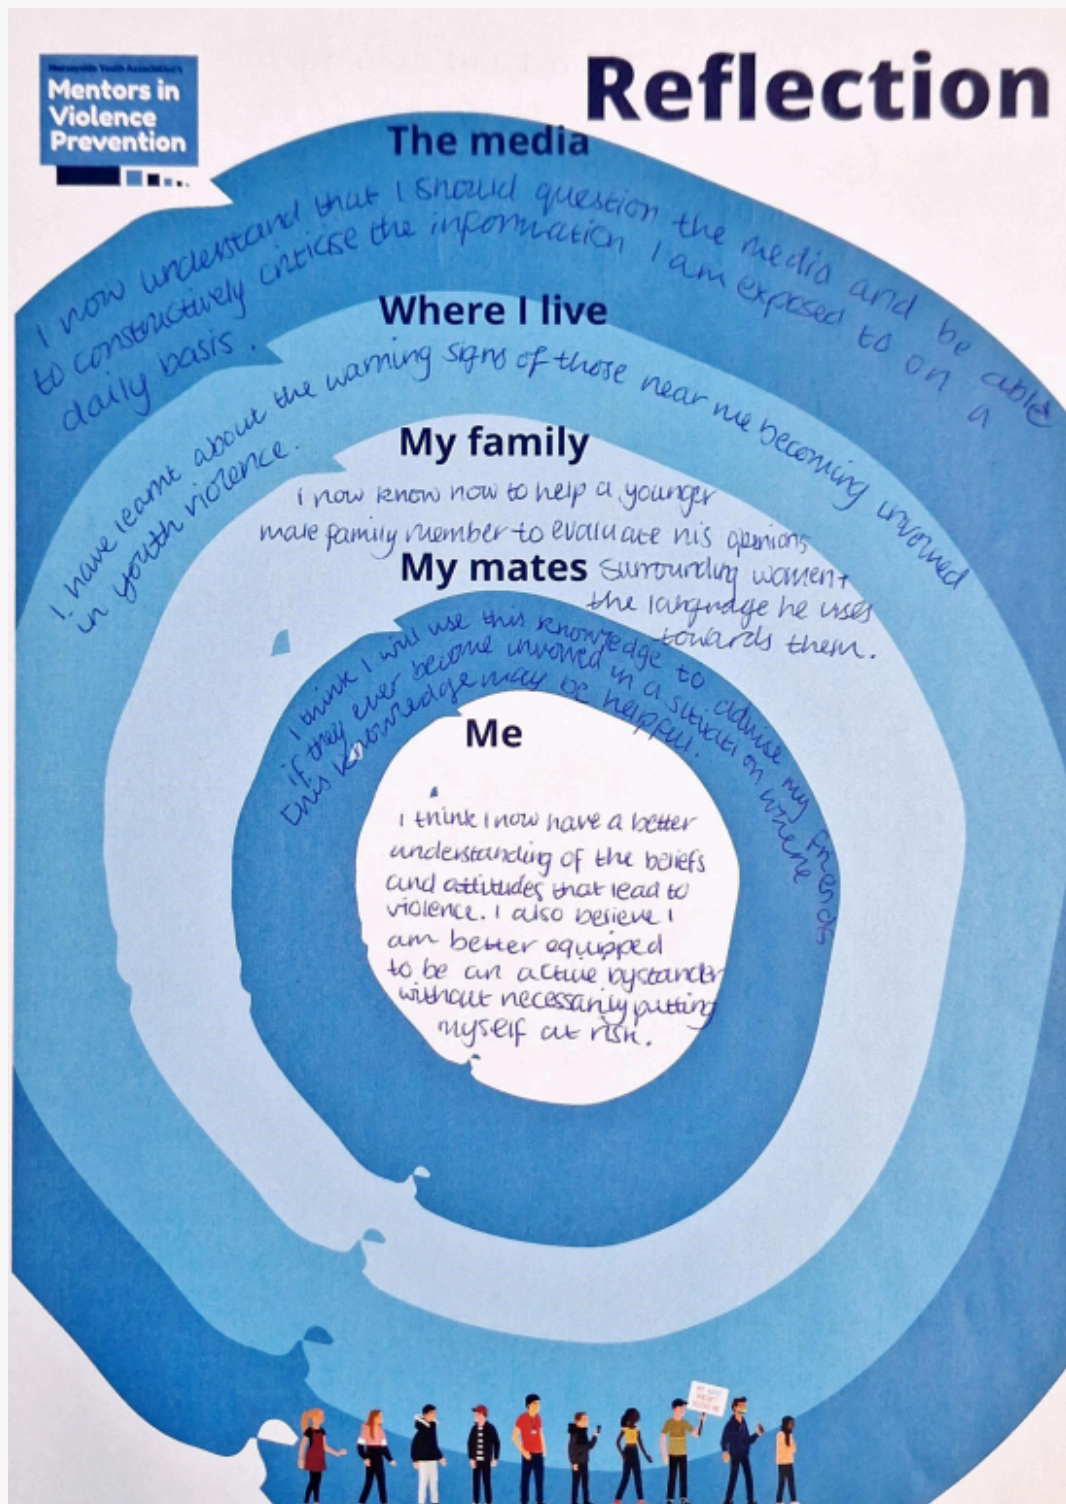 Merseyside Youth Association's
Mentors in
Violence
Prevention
Reflection
The media
I now understand that I should question the media and be able
to constructively criticise the information I am exposed to on a
daily basis.
Where I live
I have learnt about the warning signs of those near me becoming involved
in youth violence.
My family
I now know how to help a younger
male family member to evaluate his opinions
surrounding women +
the language he uses
towards them.
My mates
I think I will use this knowledge to advise my friends
if they ever become involved in a situation where
this knowledge may be helpful.
Me
I think I now have a better
understanding of the beliefs
and attitudes that lead to
violence. I also believe I
am better equipped
to be an active bystander
without necessarily putting
myself at risk.